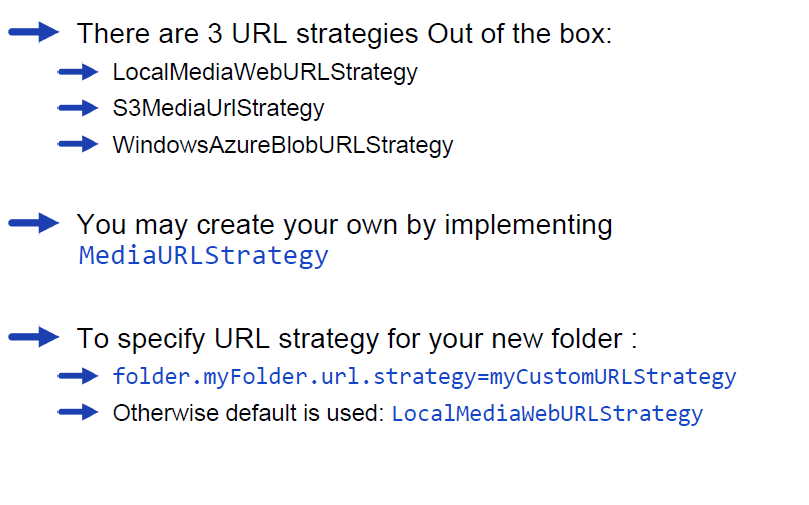 There are 3 URL strategies Out of the box:
LocalMediaWebURLStrategy
S3MediaUrlStrategy
WindowsAzureBlobURLStrategy
You may create your own by implementing
MediaURLStrategy
To specify URL strategy for your new folder :
folder.myFolder.url.strategy=myCustomURLStrategy
Otherwise default is used: LocalMediaWebURLStrategy